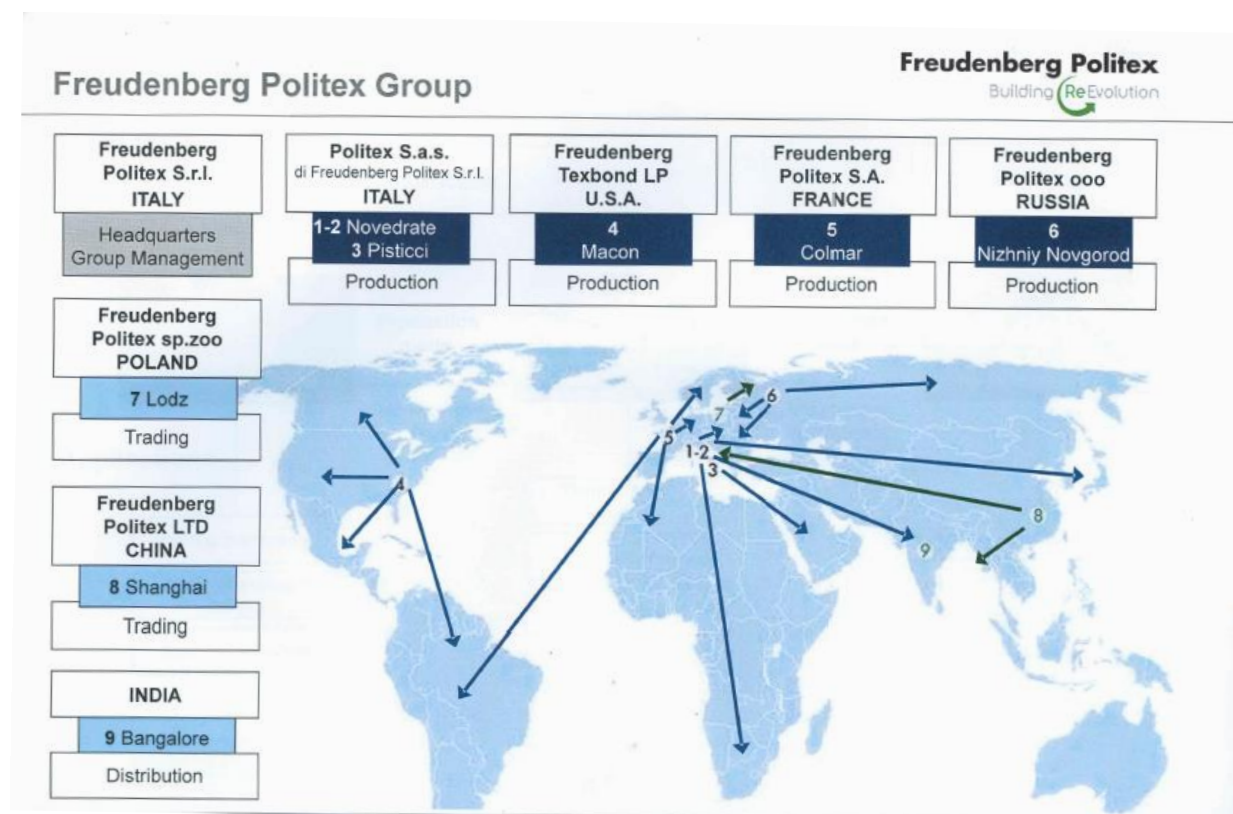 Freudenberg Politex Group
Freudenberg Politex
Building ReEvolution
Freudenberg
Politex S.r.l.
ITALY
Headquarters
Group Management
Politex S.a.s.
di Freudenberg Politex S.r.l.
ITALY
1-2 Novedrate
3 Pisticci
Production
Freudenberg
Texbond LP
U.S.A.
4
Macon
Production
Freudenberg
Politex S.A.
FRANCE
5
Colmar
Production
Freudenberg
Politex ooo
RUSSIA
6
Nizhniy Novgorod
Production
Freudenberg
Politex sp.zoo
POLAND
7 Lodz
Trading
Freudenberg
Politex LTD
CHINA
8 Shanghai
Trading
INDIA
9 Bangalore
Distribution
6
7
5
1-2
3
4
8
9